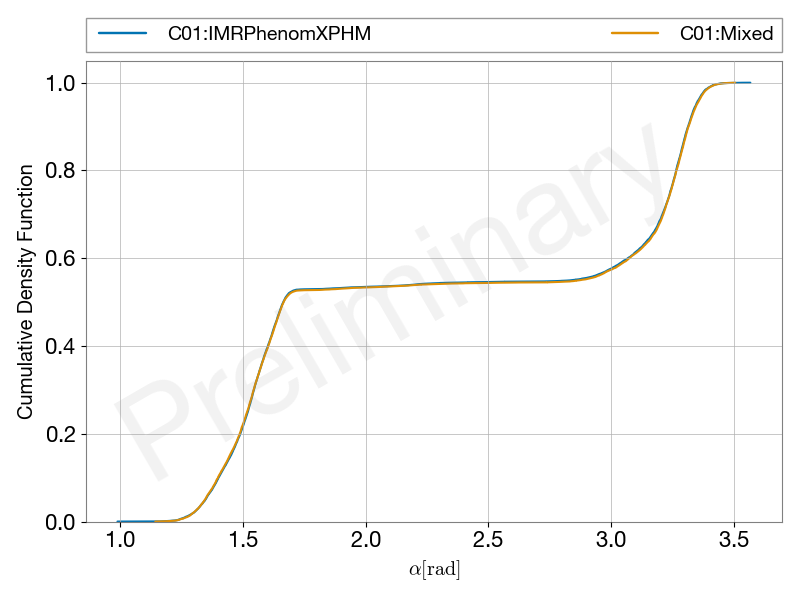 C01:IMRPhenomXPHM C01:Mixed
1.0
0.8
0.6
0.4
0.2
0.0
Cumulative Density Function
Preliminary
1.0 1.5 2.0 2.5 3.0 3.5
α[rad]